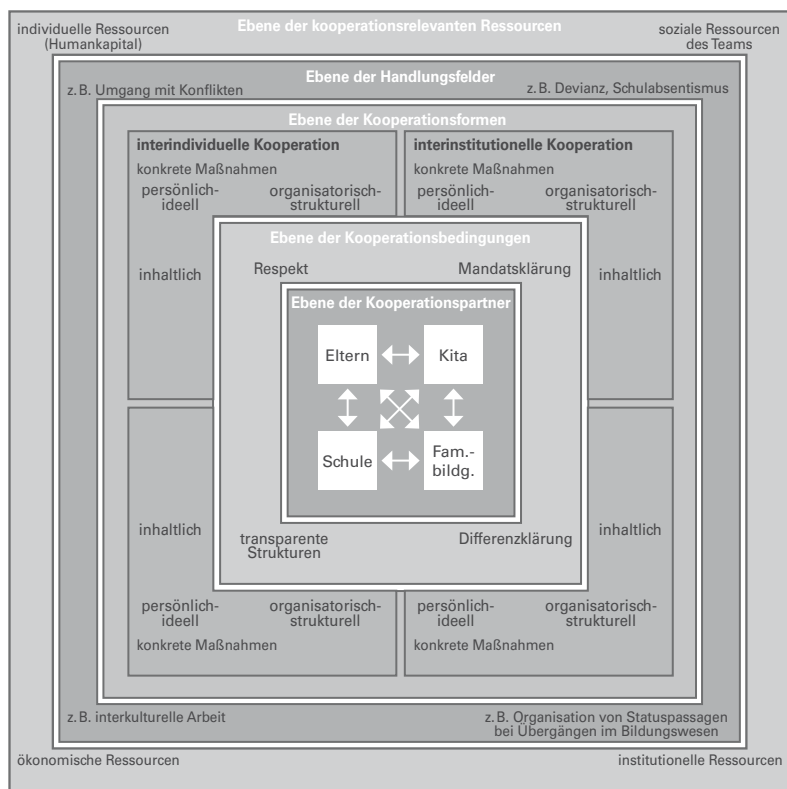 Ebene der kooperationsrelevanten Ressourcen
individuelle Ressourcen
(Humankapital)
soziale Ressourcen
des Teams
Ebene der Handlungsfelder
z. B. Umgang mit Konflikten
z. B. Devianz, Schulabsentismus
Ebene der Kooperationsformen
interindividuelle Kooperation
konkrete Maßnahmen
persönlich-
ideell
organisatorisch-
strukturell
inhaltlich
interinstitutionelle Kooperation
konkrete Maßnahmen
persönlich-
ideell
organisatorisch-
strukturell
inhaltlich
Ebene der Kooperationsbedingungen
Respekt
Mandatsklärung
Ebene der Kooperationspartner
Eltern
Kita
Schule
Fam.-
bildg.
transparente
Strukturen
Differenzklärung
inhaltlich
persönlich-
ideell
organisatorisch-
strukturell
konkrete Maßnahmen
inhaltlich
persönlich-
ideell
organisatorisch-
strukturell
konkrete Maßnahmen
z. B. interkulturelle Arbeit
z. B. Organisation von Statuspassagen
bei Übergängen im Bildungswesen
ökonomische Ressourcen
institutionelle Ressourcen